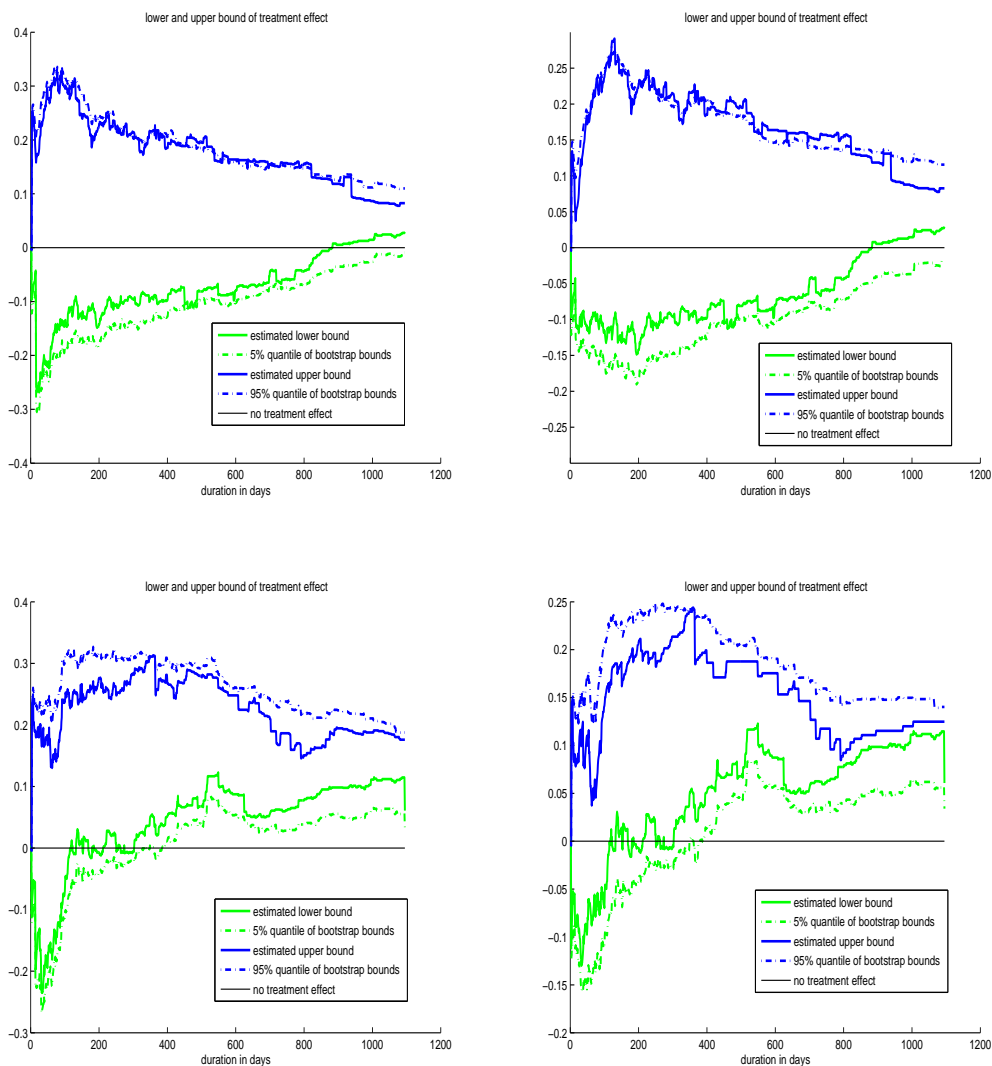 lower and upper bound of treatment effect
0.4
0.3
0.2
0.1
0
−0.1
−0.2
−0.3
−0.4
0
200
400
600
800
1000
1200
duration in days
estimated lower bound
5% quantile of bootstrap bounds
estimated upper bound
95% quantile of bootstrap bounds
no treatment effect
lower and upper bound of treatment effect
0.25
0.2
0.15
0.1
0.05
0
−0.05
−0.1
−0.15
−0.2
−0.25
0
200
400
600
800
1000
1200
duration in days
estimated lower bound
5% quantile of bootstrap bounds
estimated upper bound
95% quantile of bootstrap bounds
no treatment effect
lower and upper bound of treatment effect
0.4
0.3
0.2
0.1
0
−0.1
−0.2
−0.3
0
200
400
600
800
1000
1200
duration in days
estimated lower bound
5% quantile of bootstrap bounds
estimated upper bound
95% quantile of bootstrap bounds
no treatment effect
lower and upper bound of treatment effect
0.25
0.2
0.15
0.1
0.05
0
−0.05
−0.1
−0.15
−0.2
0
200
400
600
800
1000
1200
duration in days
estimated lower bound
5% quantile of bootstrap bounds
estimated upper bound
95% quantile of bootstrap bounds
no treatment effect